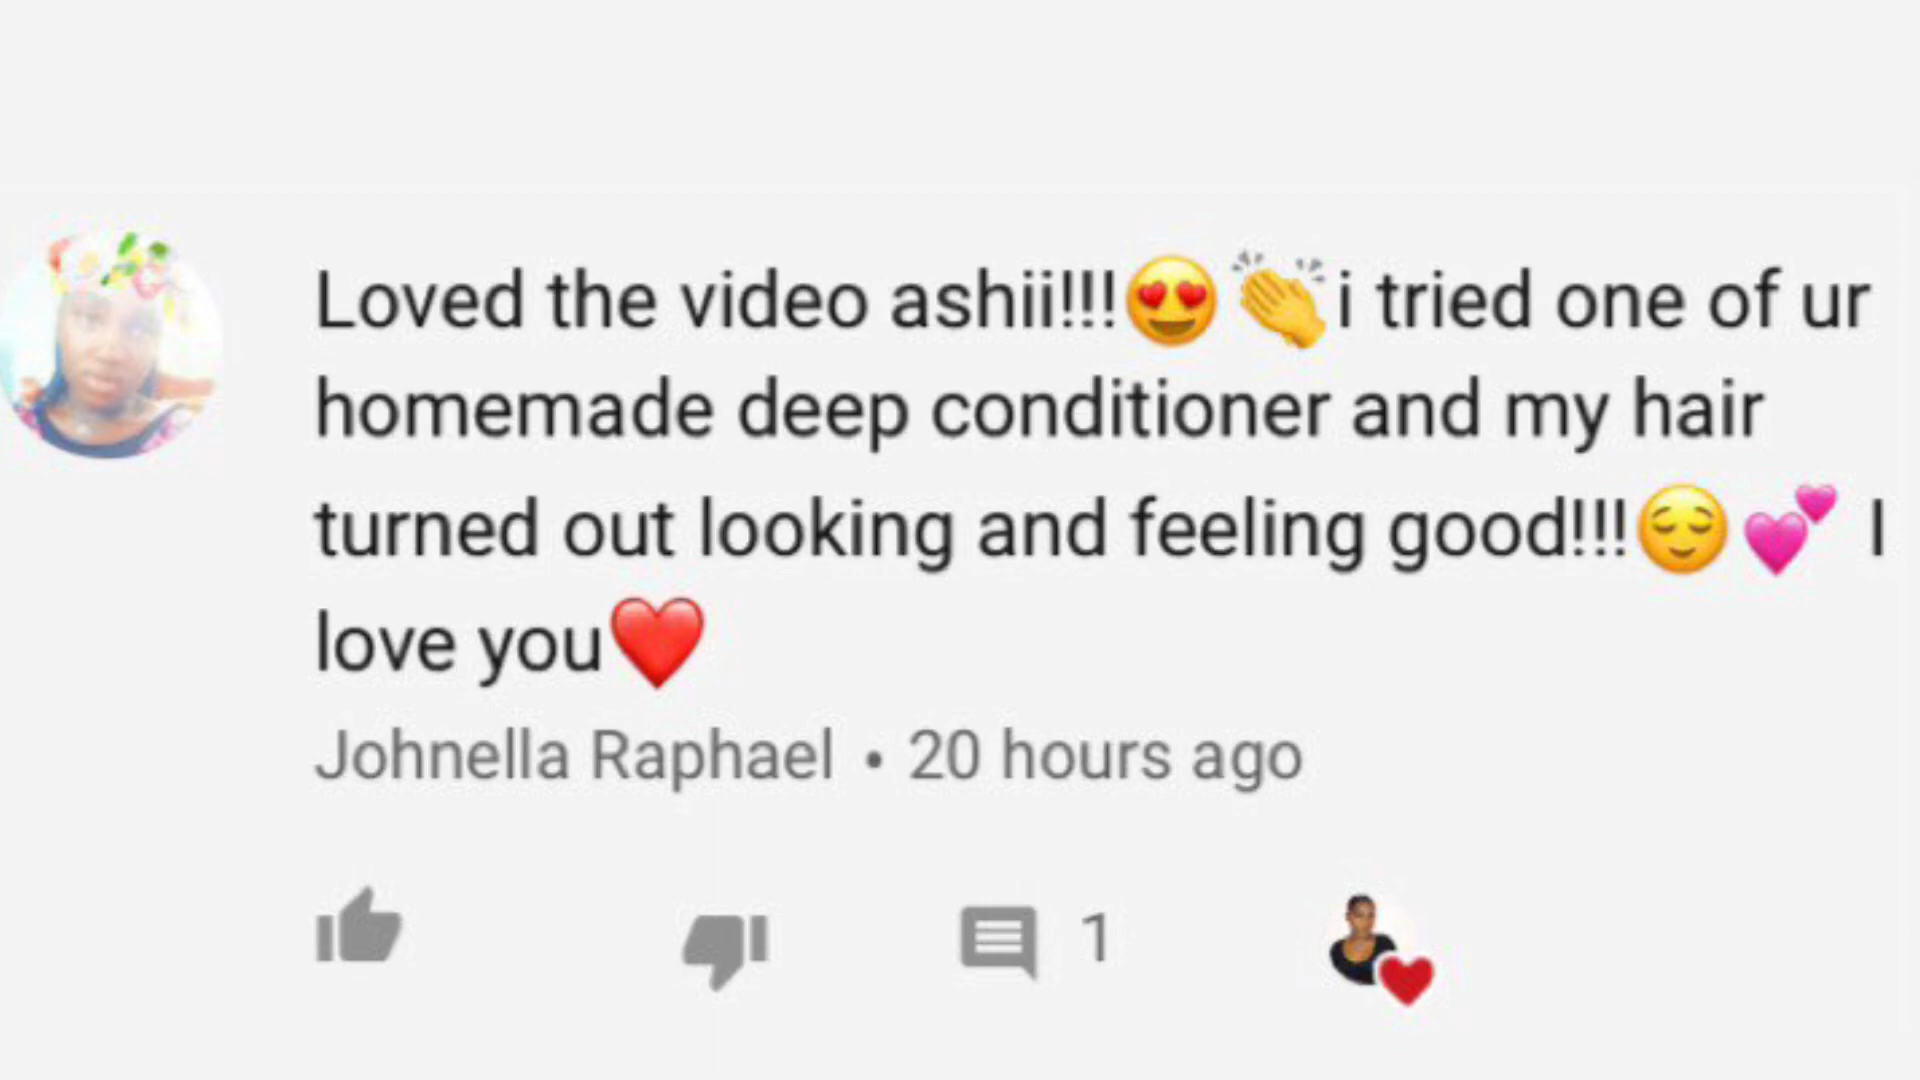 Loved the video ashii!!!😍👏i tried one of ur
homemade deep conditioner and my hair
turned out looking and feeling good!!!😌💕 I
love you❤️
Johnella Raphael • 20 hours ago
1